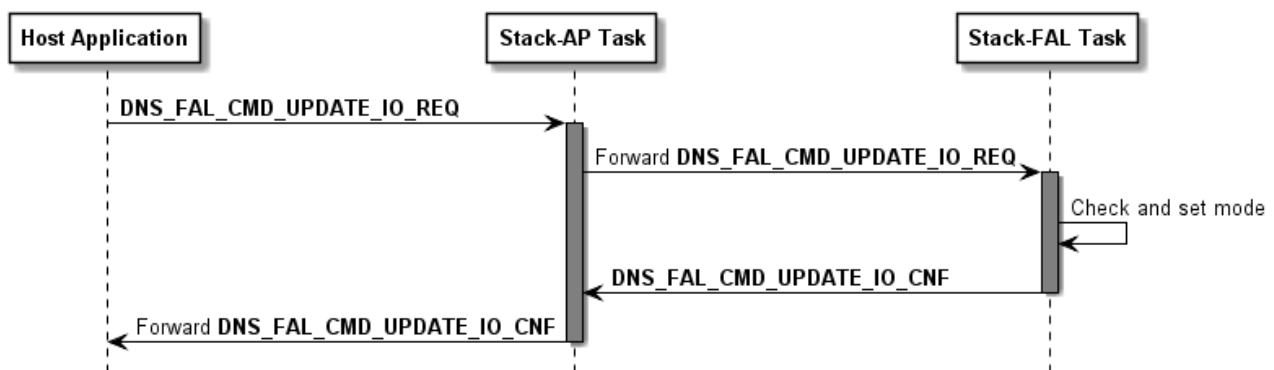 Host Application
Stack-AP Task
Stack-FAL Task
DNS_FAL_CMD_UPDATE_IO_REQ
Forward DNS_FAL_CMD_UPDATE_IO_REQ
Check and set mode
DNS_FAL_CMD_UPDATE_IO_CNF
Forward DNS_FAL_CMD_UPDATE_IO_CNF